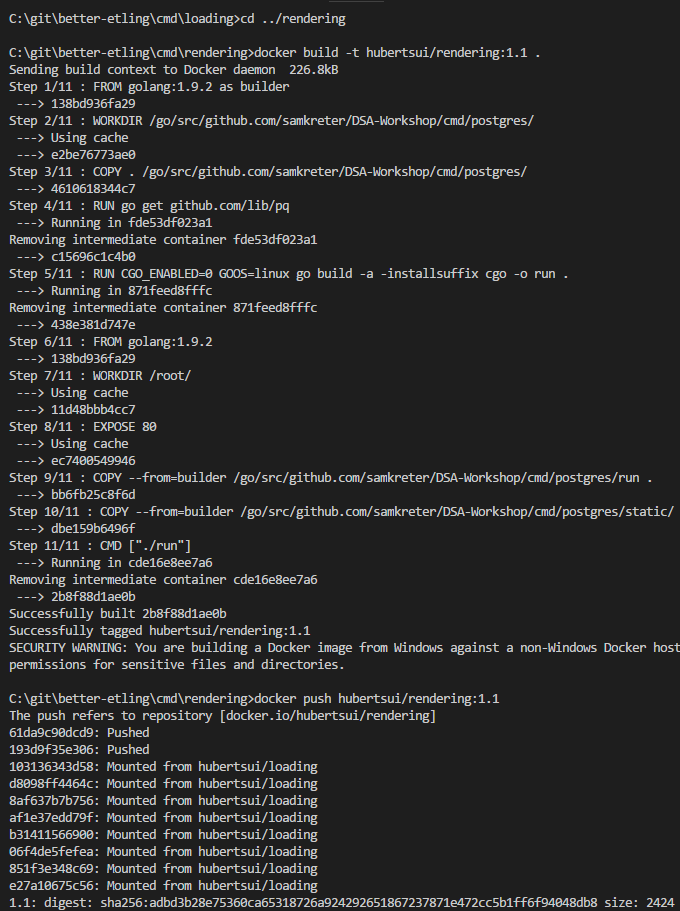 C:\git\better-etling\cmd\loading>cd ../rendering
C:\git\better-etling\cmd\rendering>docker build -t hubertsui/rendering:1.1 .
Sending build context to Docker daemon  226.8kB
Step 1/11 : FROM golang:1.9.2 as builder
 ---> 138bd936fa29
Step 2/11 : WORKDIR /go/src/github.com/samkreter/DSA-Workshop/cmd/postgres/
 ---> Using cache
 ---> e2be76773ae0
Step 3/11 : COPY . /go/src/github.com/samkreter/DSA-Workshop/cmd/postgres/
 ---> 4610618344c7
Step 4/11 : RUN go get github.com/lib/pq
 ---> Running in fde53df023a1
Removing intermediate container fde53df023a1
 ---> c15696c1c4b0
Step 5/11 : RUN CGO_ENABLED=0 GOOS=linux go build -a -installsuffix cgo -o run .
 ---> Running in 871feed8fffc
Removing intermediate container 871feed8fffc
 ---> 438e381d747e
Step 6/11 : FROM golang:1.9.2
 ---> 138bd936fa29
Step 7/11 : WORKDIR /root/
 ---> Using cache
 ---> 11d48bbb4cc7
Step 8/11 : EXPOSE 80
 ---> Using cache
 ---> ec7400549946
Step 9/11 : COPY --from=builder /go/src/github.com/samkreter/DSA-Workshop/cmd/postgres/run .
 ---> bb6fb25c8f6d
Step 10/11 : COPY --from=builder /go/src/github.com/samkreter/DSA-Workshop/cmd/postgres/static/
 ---> dbe159b6496f
Step 11/11 : CMD ["./run"]
 ---> Running in cde16e8ee7a6
Removing intermediate container cde16e8ee7a6
 ---> 2b8f88d1ae0b
Successfully built 2b8f88d1ae0b
Successfully tagged hubertsui/rendering:1.1
SECURITY WARNING: You are building a Docker image from Windows against a non-Windows Docker host
permissions for sensitive files and directories.
C:\git\better-etling\cmd\rendering>docker push hubertsui/rendering:1.1
The push refers to repository [docker.io/hubertsui/rendering]
61da9c90dcd9: Pushed
193d9f35e306: Pushed
103136343d58: Mounted from hubertsui/loading
d8098ff4464c: Mounted from hubertsui/loading
8af637b7b756: Mounted from hubertsui/loading
af1e37edd79f: Mounted from hubertsui/loading
b31411566900: Mounted from hubertsui/loading
06f4de5fefea: Mounted from hubertsui/loading
851f3e348c69: Mounted from hubertsui/loading
e27a10675c56: Mounted from hubertsui/loading
1.1: digest: sha256:adbd3b28e75360ca65318726a924292651867237871e472cc5b1ff6f94048db8 size: 2424